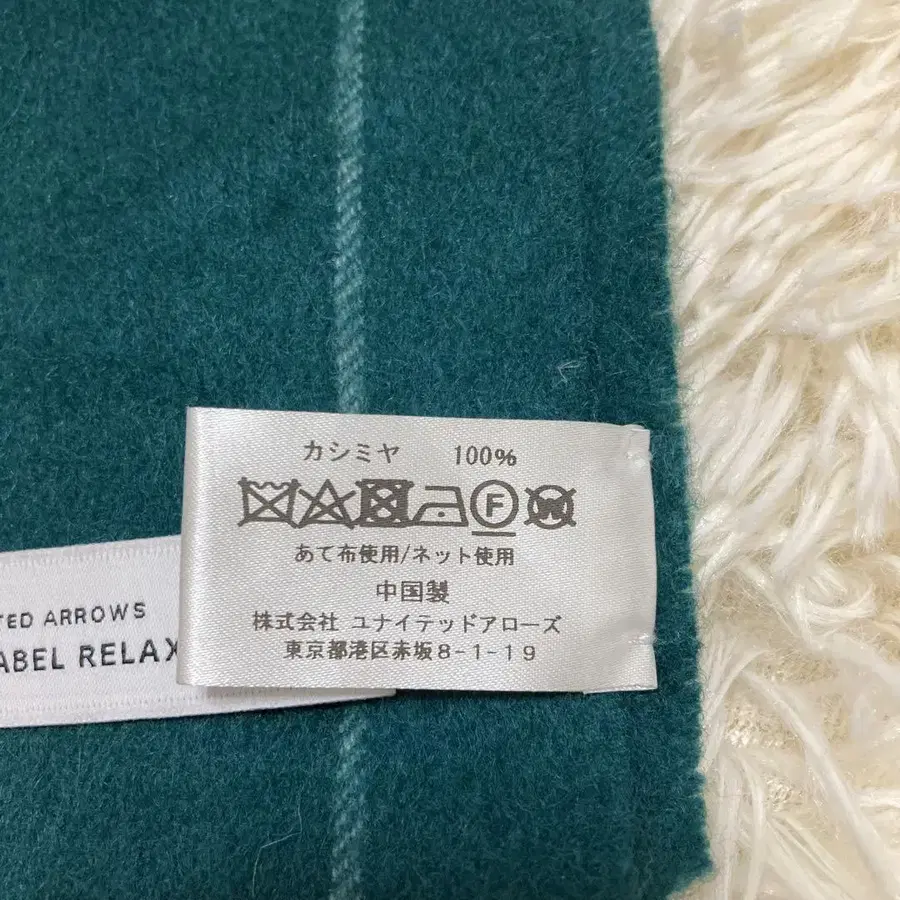 カシミヤ 100%
F W
あて布使用/ネット使用
中国製
株式会社 ユナイテッドアローズ
東京都港区赤坂8-1-19
TED ARROWS
ABEL RELAX